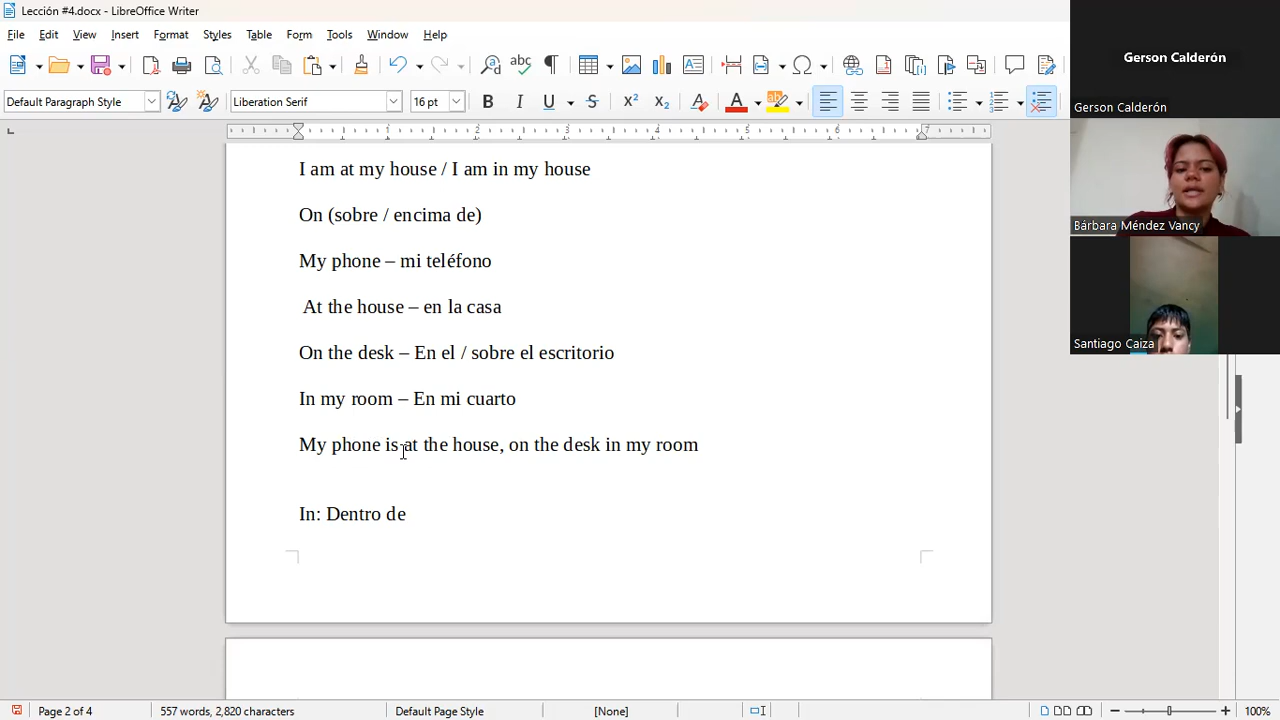 Lección #4.docx - LibreOffice Writer
File Edit View Insert Format Styles Table Form Tools Window Help
Default Paragraph Style Liberation Serif 16 pt
I am at my house / I am in my house
On (sobre / encima de)
My phone – mi teléfono
At the house – en la casa
On the desk – En el / sobre el escritorio
In my room – En mi cuarto
My phone is at the house, on the desk in my room
In: Dentro de
Page 2 of 4 557 words, 2,820 characters Default Page Style [None] 100%
Gerson Calderón
Gerson Calderón
Bárbara Méndez Vancy
Santiago Caiza